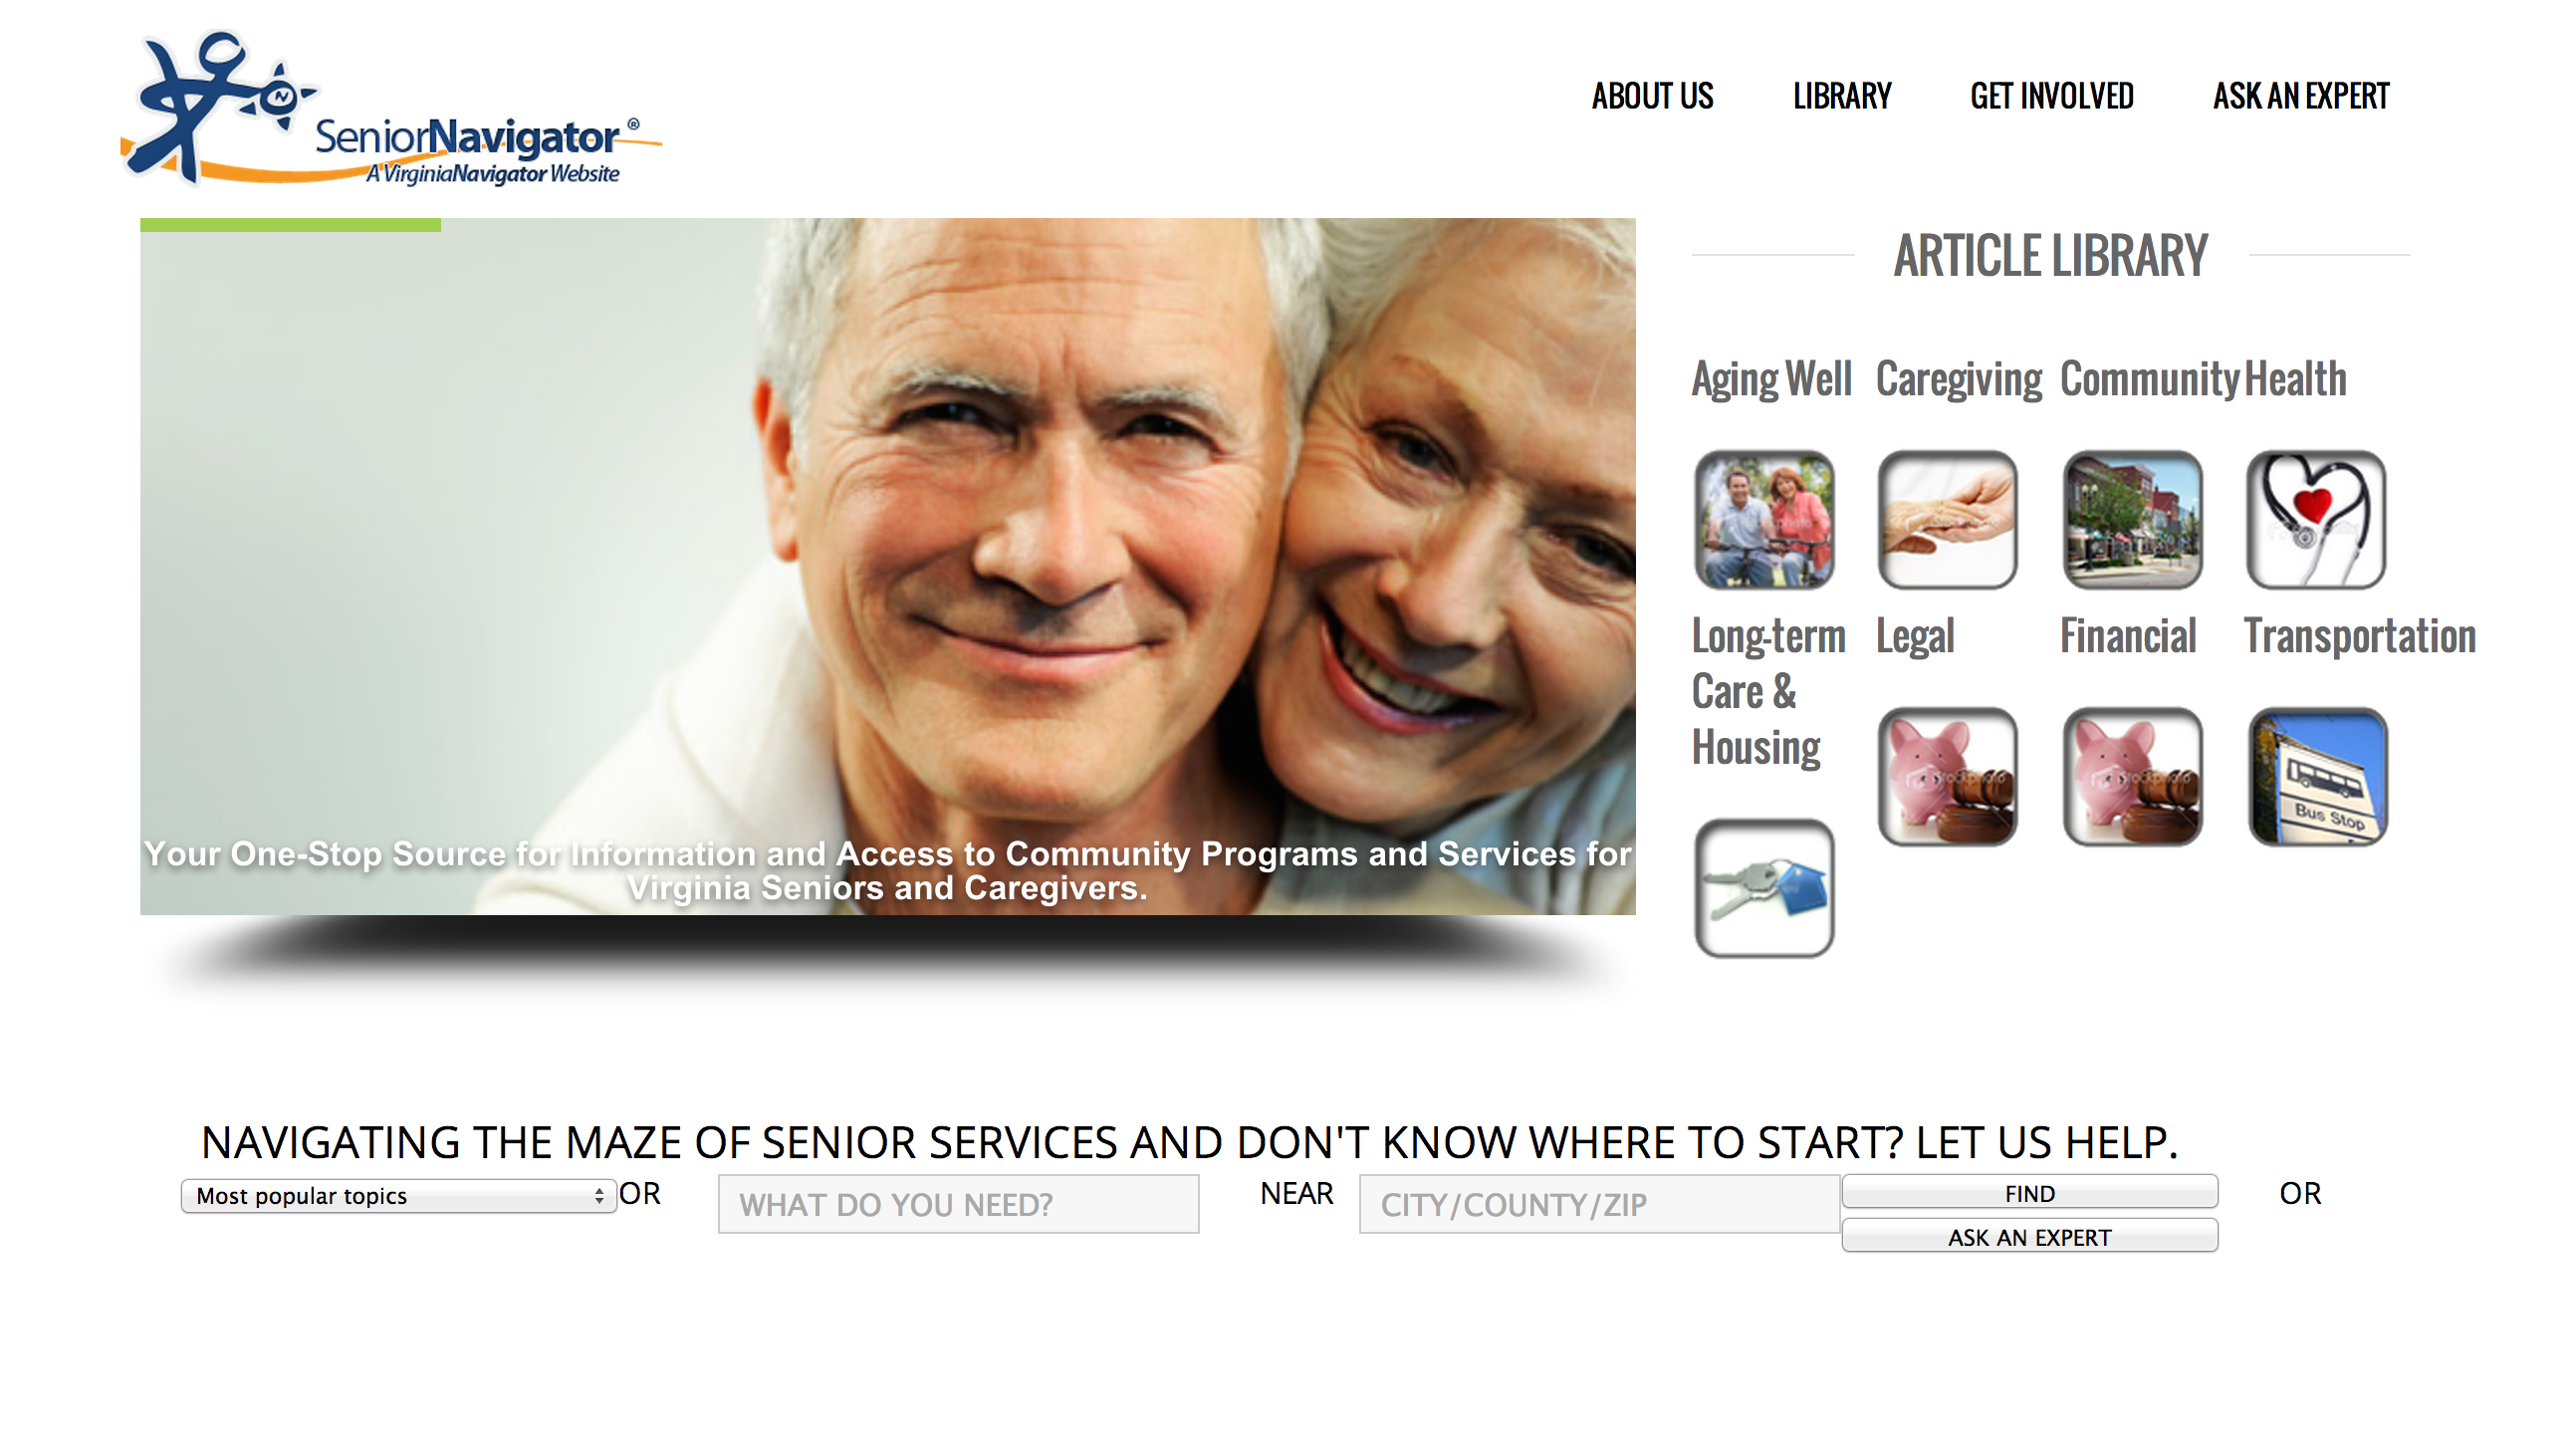 SeniorNavigator®
A VirginiaNavigator Website
ABOUT US
LIBRARY
GET INVOLVED
ASK AN EXPERT
Your One-Stop Source for Information and Access to Community Programs and Services for
Virginia Seniors and Caregivers.
ARTICLE LIBRARY
Aging Well
Caregiving
Community
Health
Long-term
Care &
Housing
Legal
Financial
Transportation
Bus Stop
NAVIGATING THE MAZE OF SENIOR SERVICES AND DON'T KNOW WHERE TO START? LET US HELP.
Most popular topics
OR
WHAT DO YOU NEED?
NEAR
CITY/COUNTY/ZIP
FIND
OR
ASK AN EXPERT